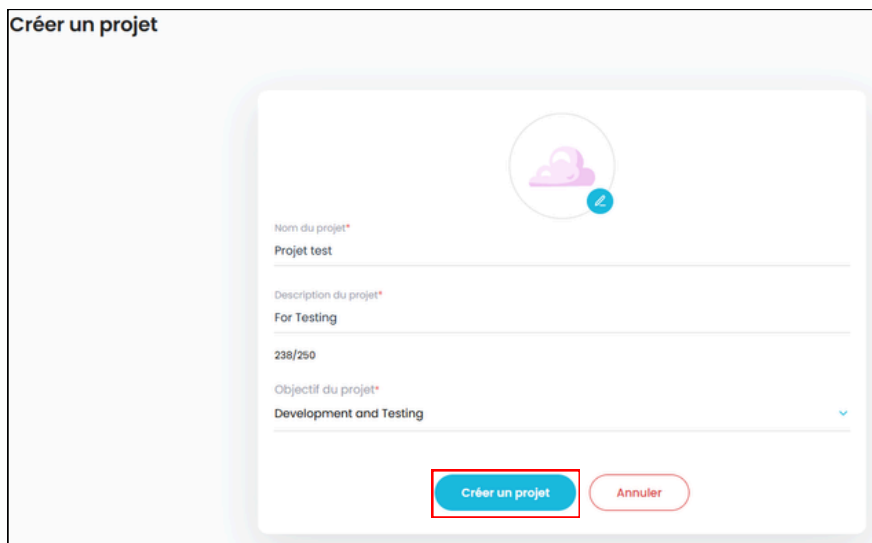 Créer un projet
Nom du projet*
Projet test
Description du projet*
For Testing
238/250
Objectif du projet*
Development and Testing
Créer un projet
Annuler